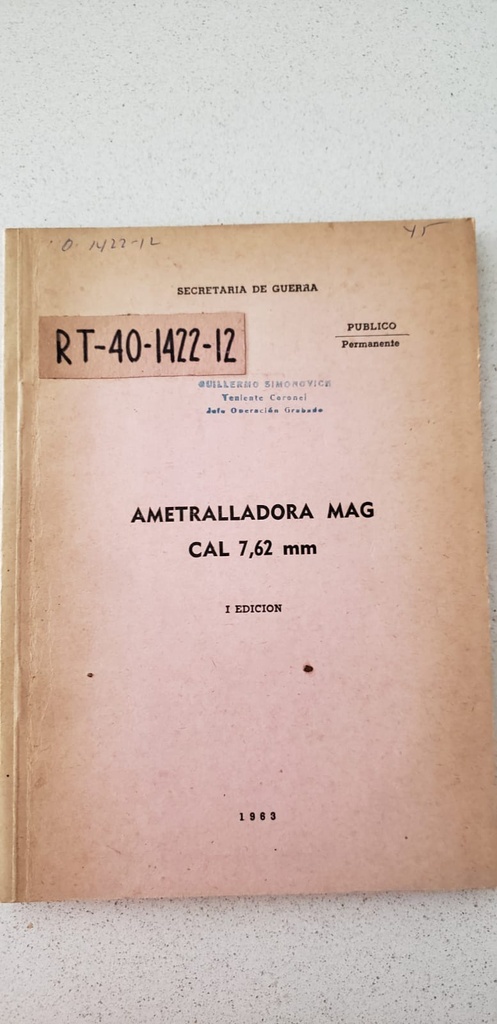 O- 1422-12
45
SECRETARIA DE GUERRA
RT-40-1422-12
PUBLICO
Permanente
GUILLERMO SIMONOVICH
Teniente Coronel
Jefe Operación Grabado
AMETRALLADORA MAG
CAL 7,62 mm
I EDICION
1963